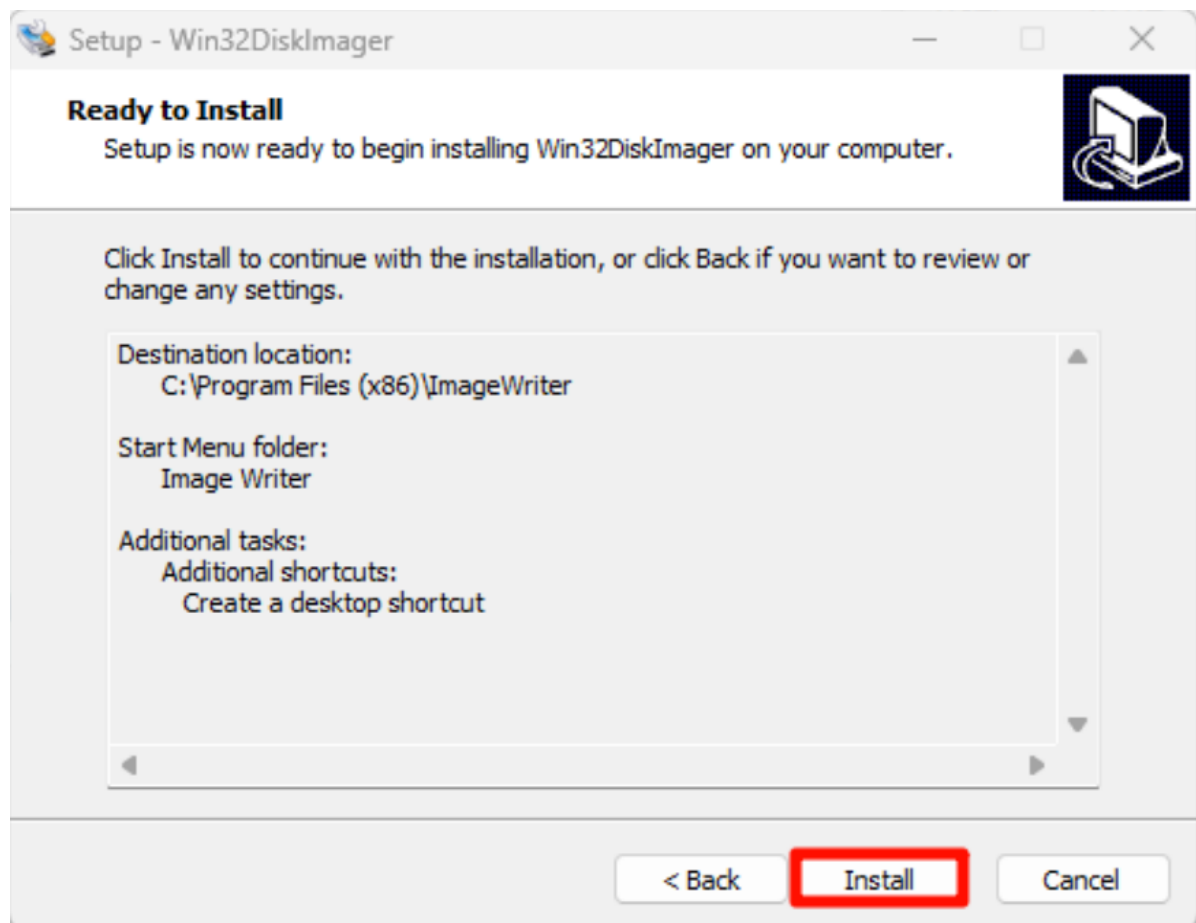 Setup - Win32DiskImager
Ready to Install
Setup is now ready to begin installing Win32DiskImager on your computer.
Click Install to continue with the installation, or click Back if you want to review or
change any settings.
Destination location:
C:\Program Files (x86)\ImageWriter
Start Menu folder:
Image Writer
Additional tasks:
Additional shortcuts:
Create a desktop shortcut
< Back Install Cancel